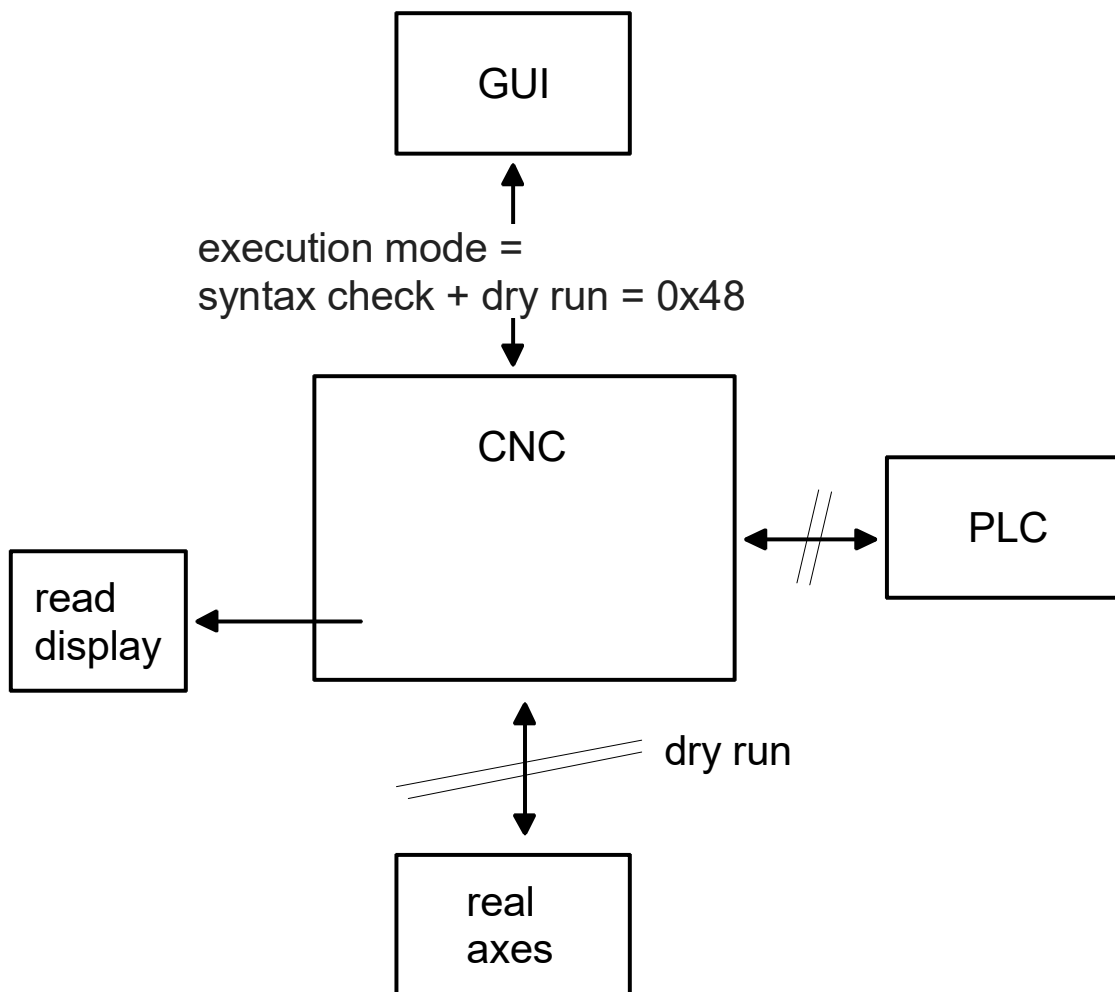 GUI
execution mode =
syntax check + dry run = 0x48
CNC
PLC
read
display
dry run
real
axes